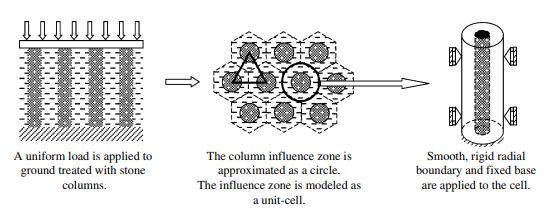 A uniform load is applied to
ground treated with stone
columns.
The column influence zone is
approximated as a circle.
The influence zone is modeled as
a unit-cell.
Smooth, rigid radial
boundary and fixed base
are applied to the cell.